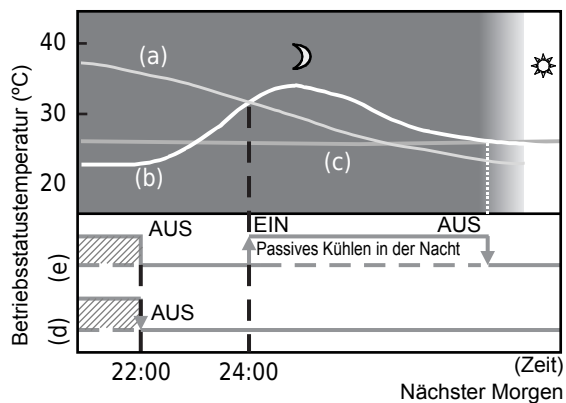 Betriebsstatustemperatur (ºC)
40
30
20
(a)
(b)
(c)
AUS
EIN
AUS
Passives Kühlen in der Nacht
(e)
AUS
(d)
22:00
24:00
(Zeit)
Nächster Morgen